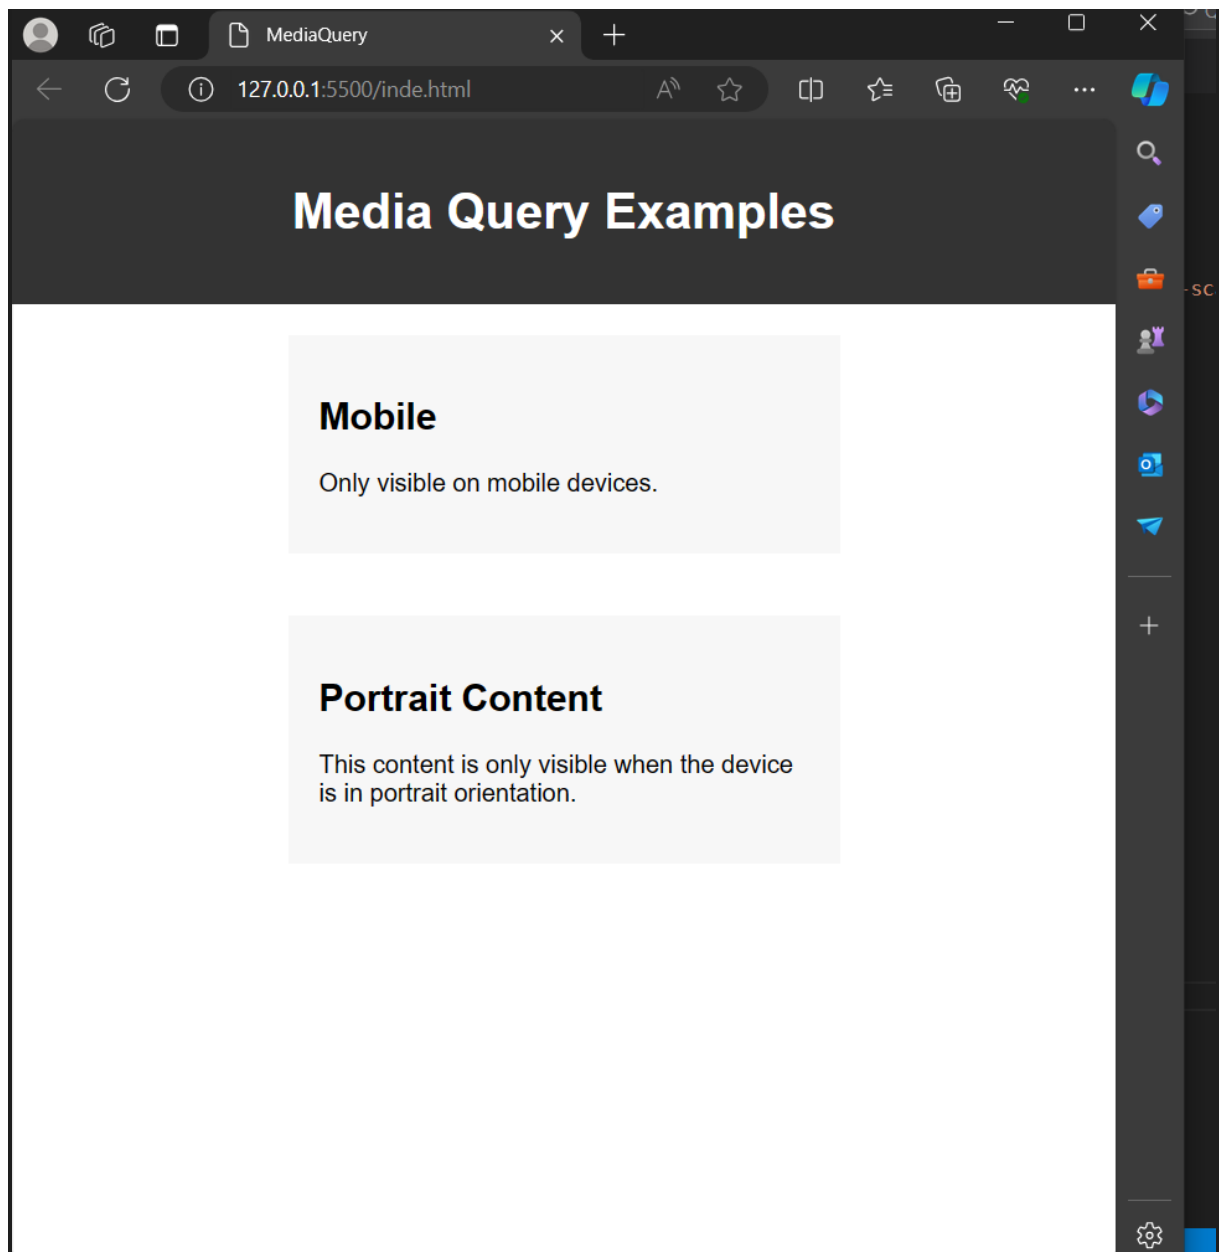 MediaQuery
127.0.0.1:5500/inde.html
Media Query Examples
-sc
Mobile
Only visible on mobile devices.
Portrait Content
This content is only visible when the device
is in portrait orientation.